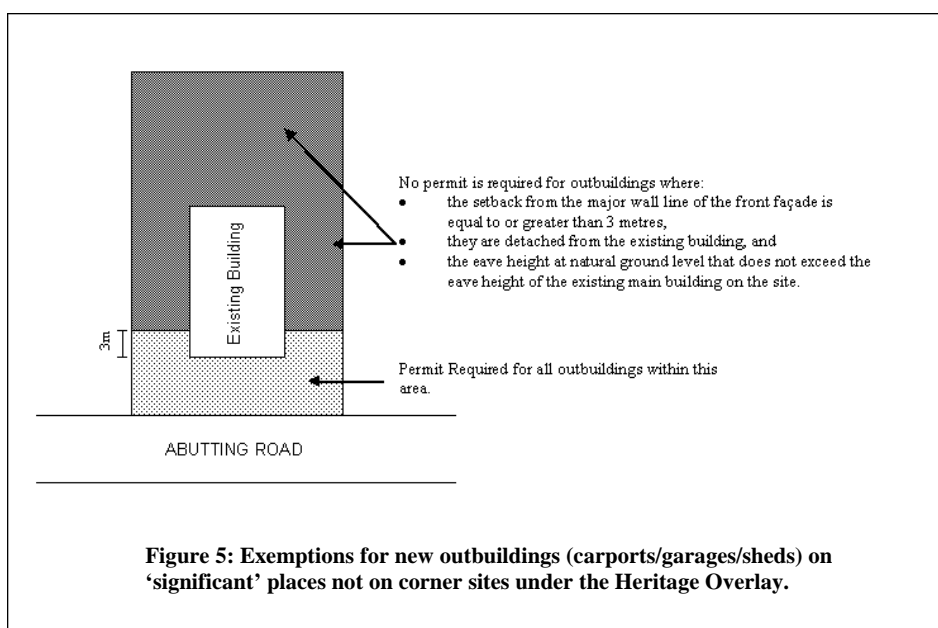 No permit is required for outbuildings where:
• the setback from the major wall line of the front façade is
equal to or greater than 3 metres,
• they are detached from the existing building, and
• the eave height at natural ground level that does not exceed the
eave height of the existing main building on the site.
Existing Building
3m
Permit Required for all outbuildings within this
area.
ABUTTING ROAD
Figure 5: Exemptions for new outbuildings (carports/garages/sheds) on
‘significant’ places not on corner sites under the Heritage Overlay.